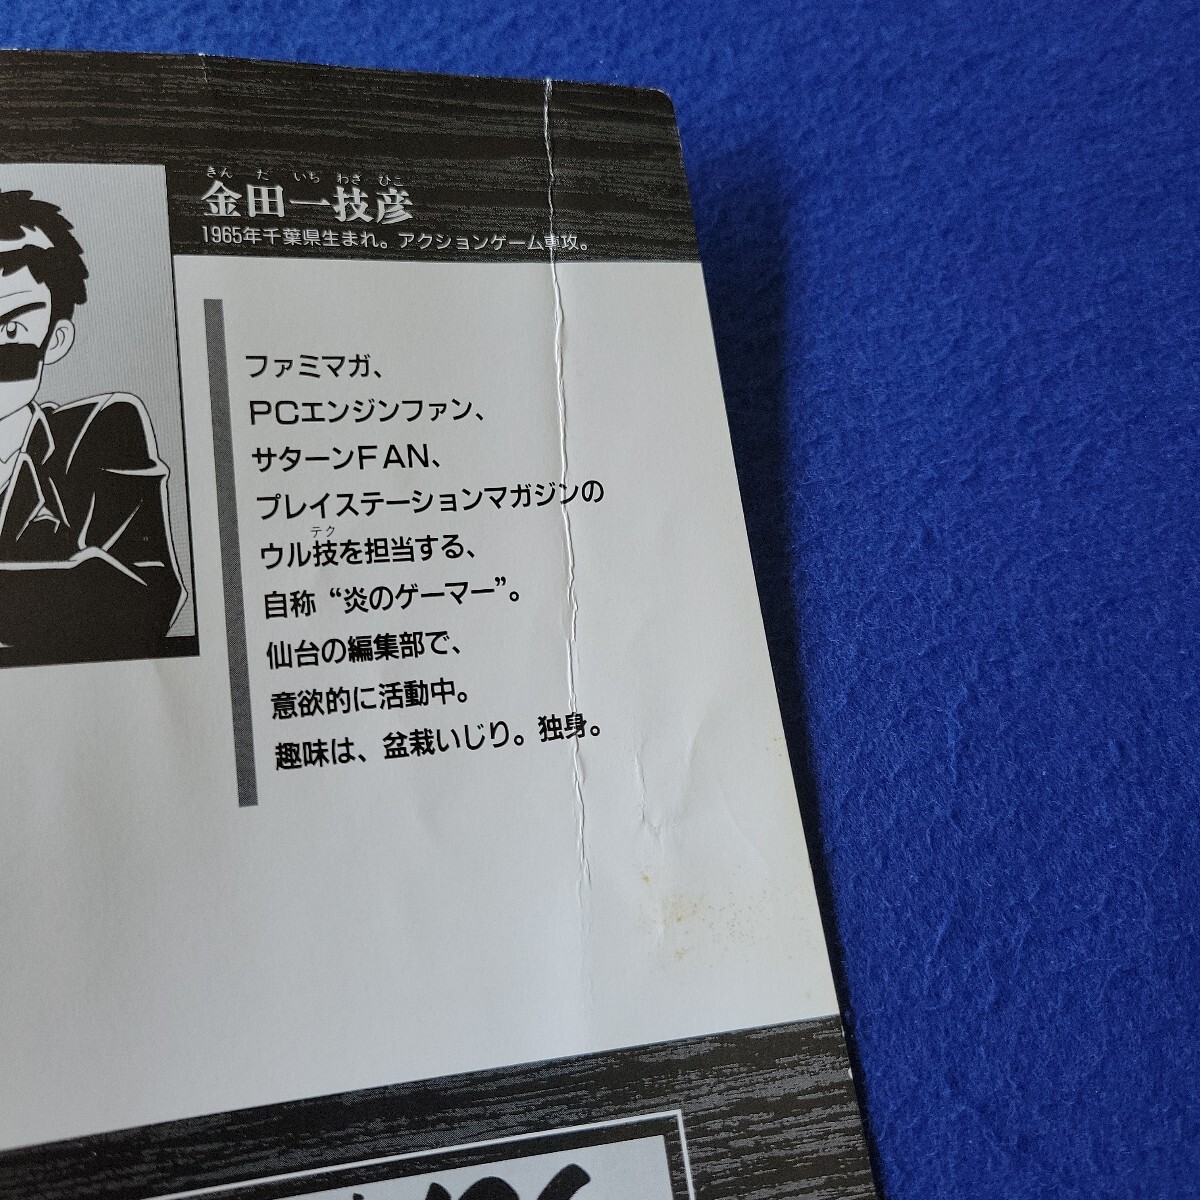 きんだいちわざひこ
金田一技彦
1965年千葉県生まれ。アクションゲーム専攻。
ファミマガ、
PCエンジンファン、
サターンFAN、
プレイステーションマガジンの
テク
ウル技を担当する、
自称“炎のゲーマー”。
仙台の編集部で、
意欲的に活動中。
趣味は、盆栽いじり。独身。